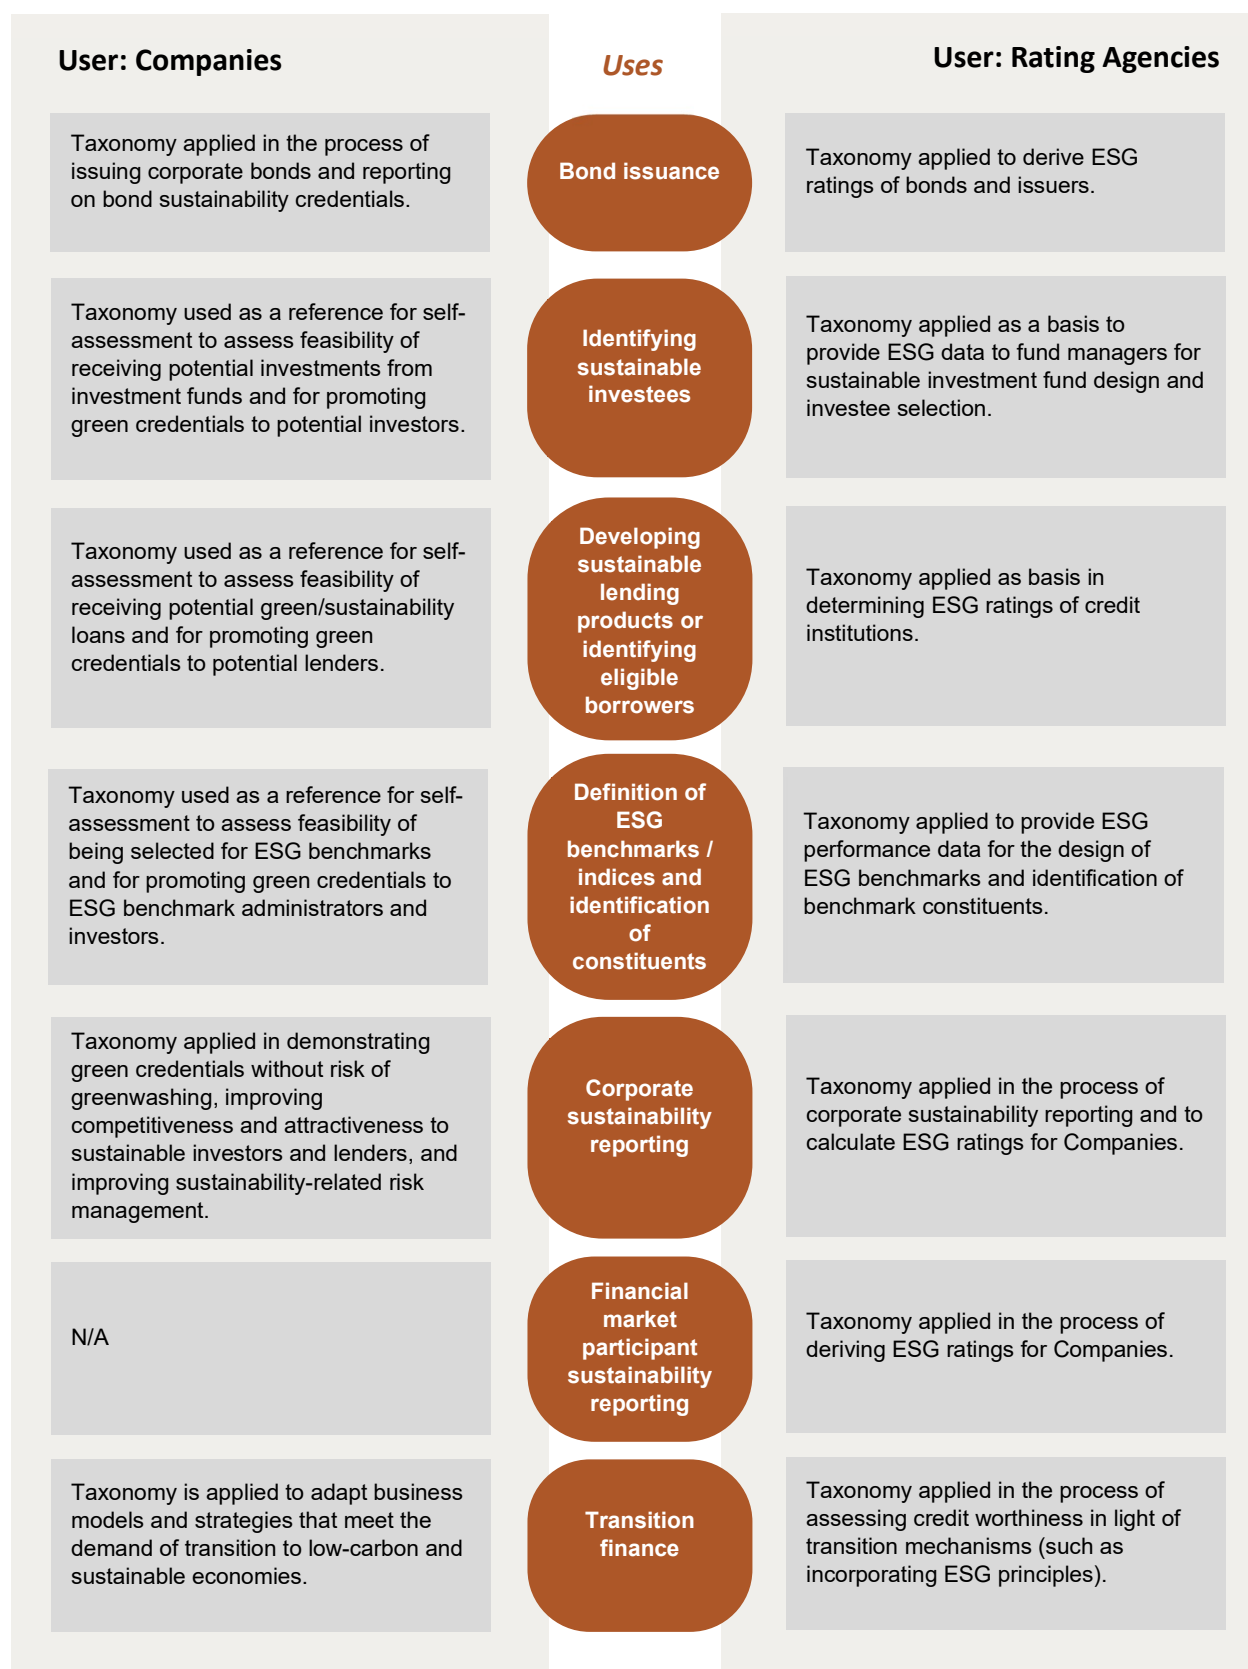 User: Companies
Uses
User: Rating Agencies
Taxonomy applied in the process of
issuing corporate bonds and reporting
on bond sustainability credentials.
Bond issuance
Taxonomy applied to derive ESG
ratings of bonds and issuers.
Taxonomy used as a reference for self-
assessment to assess feasibility of
receiving potential investments from
investment funds and for promoting
green credentials to potential investors.
Identifying
sustainable
investees
Taxonomy applied as a basis to
provide ESG data to fund managers for
sustainable investment fund design and
investee selection.
Taxonomy used as a reference for self-
assessment to assess feasibility of
receiving potential green/sustainability
loans and for promoting green
credentials to potential lenders.
Developing
sustainable
lending
products or
identifying
eligible
borrowers
Taxonomy applied as basis in
determining ESG ratings of credit
institutions.
Taxonomy used as a reference for self-
assessment to assess feasibility of
being selected for ESG benchmarks
and for promoting green credentials to
ESG benchmark administrators and
investors.
Definition of
ESG
benchmarks /
indices and
identification
of
constituents
Taxonomy applied to provide ESG
performance data for the design of
ESG benchmarks and identification of
benchmark constituents.
Taxonomy applied in demonstrating
green credentials without risk of
greenwashing, improving
competitiveness and attractiveness to
sustainable investors and lenders, and
improving sustainability-related risk
management.
Corporate
sustainability
reporting
Taxonomy applied in the process of
corporate sustainability reporting and to
calculate ESG ratings for Companies.
N/A
Financial
market
participant
sustainability
reporting
Taxonomy applied in the process of
deriving ESG ratings for Companies.
Taxonomy is applied to adapt business
models and strategies that meet the
demand of transition to low-carbon and
sustainable economies.
Transition
finance
Taxonomy applied in the process of
assessing credit worthiness in light of
transition mechanisms (such as
incorporating ESG principles).